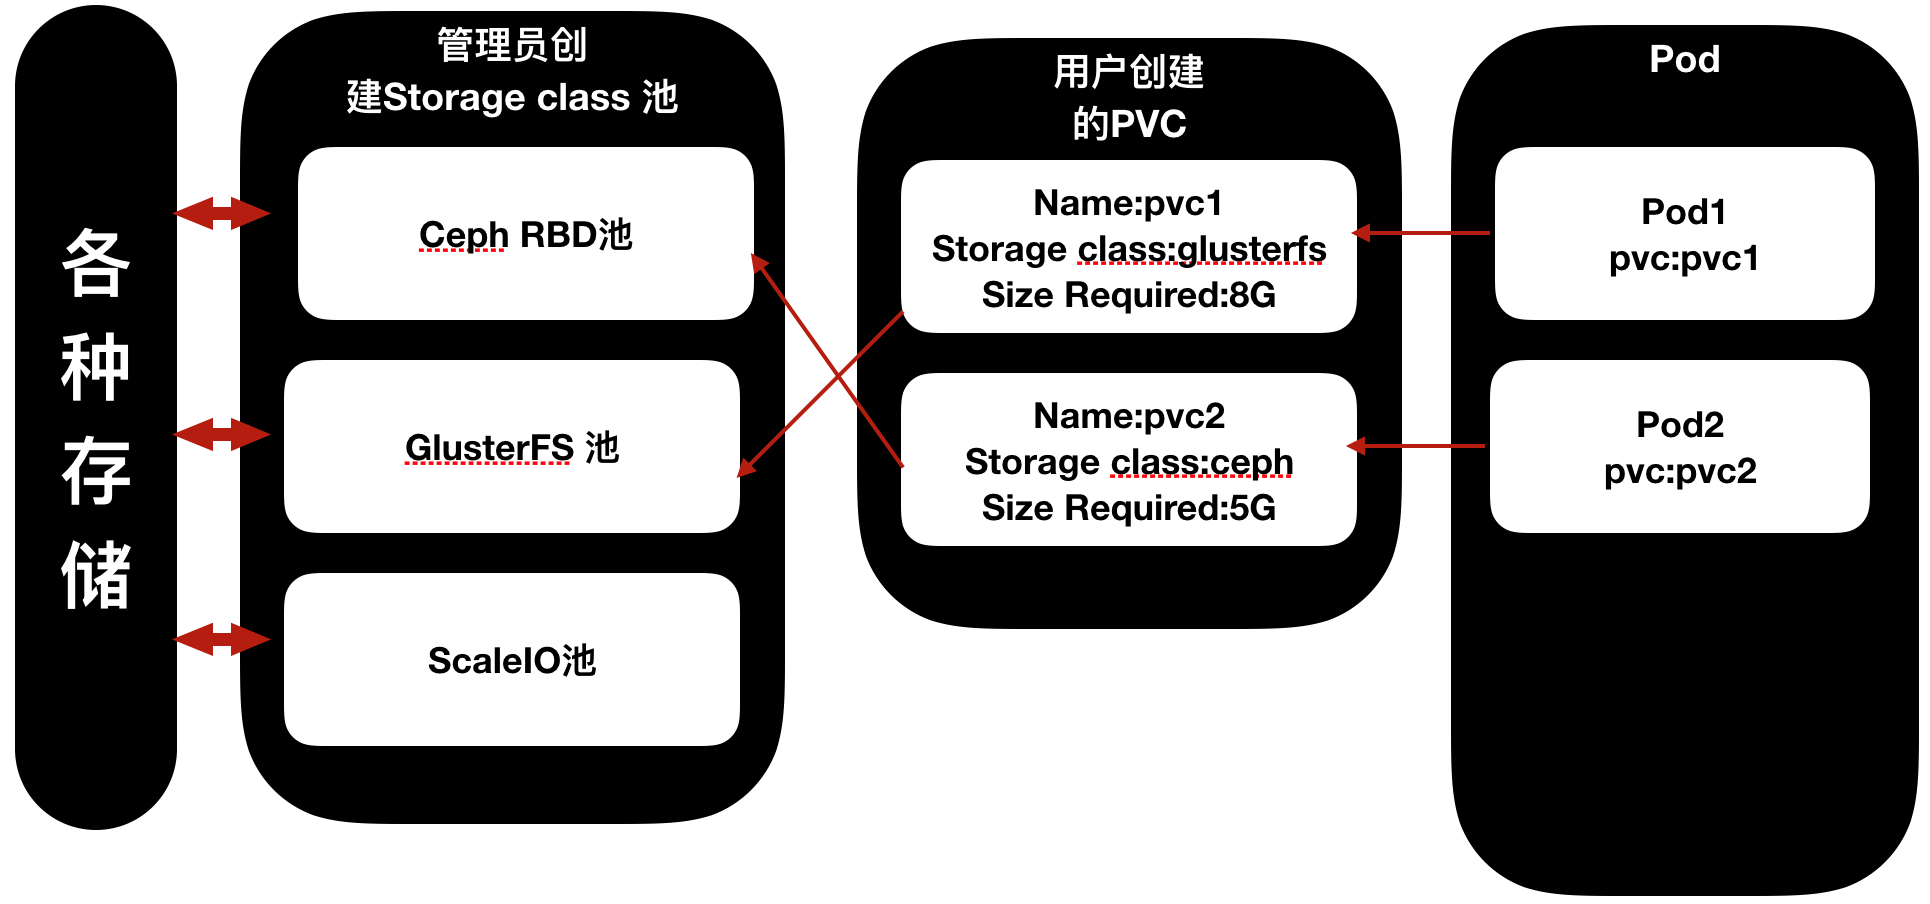 各
种
存
储
管理员创
建Storage class 池
Ceph RBD池
GlusterFS 池
ScaleIO池
用户创建
的PVC
Name:pvc1
Storage class:glusterfs
Size Required:8G
Name:pvc2
Storage class:ceph
Size Required:5G
Pod
Pod1
pvc:pvc1
Pod2
pvc:pvc2